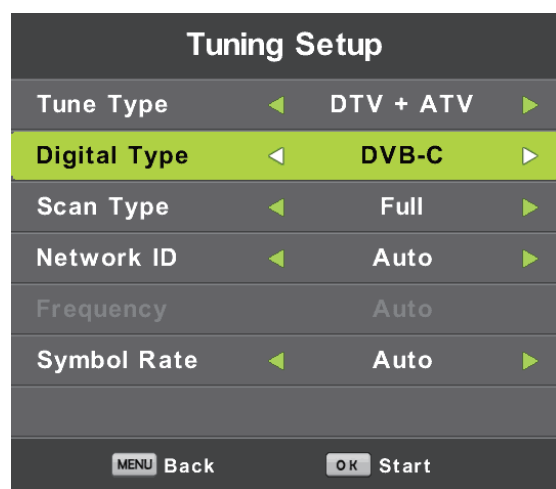 Tuning Setup
Tune Type DTV + ATV
Digital Type DVB-C
Scan Type Full
Network ID Auto
Frequency Auto
Symbol Rate Auto
MENU Back OK Start